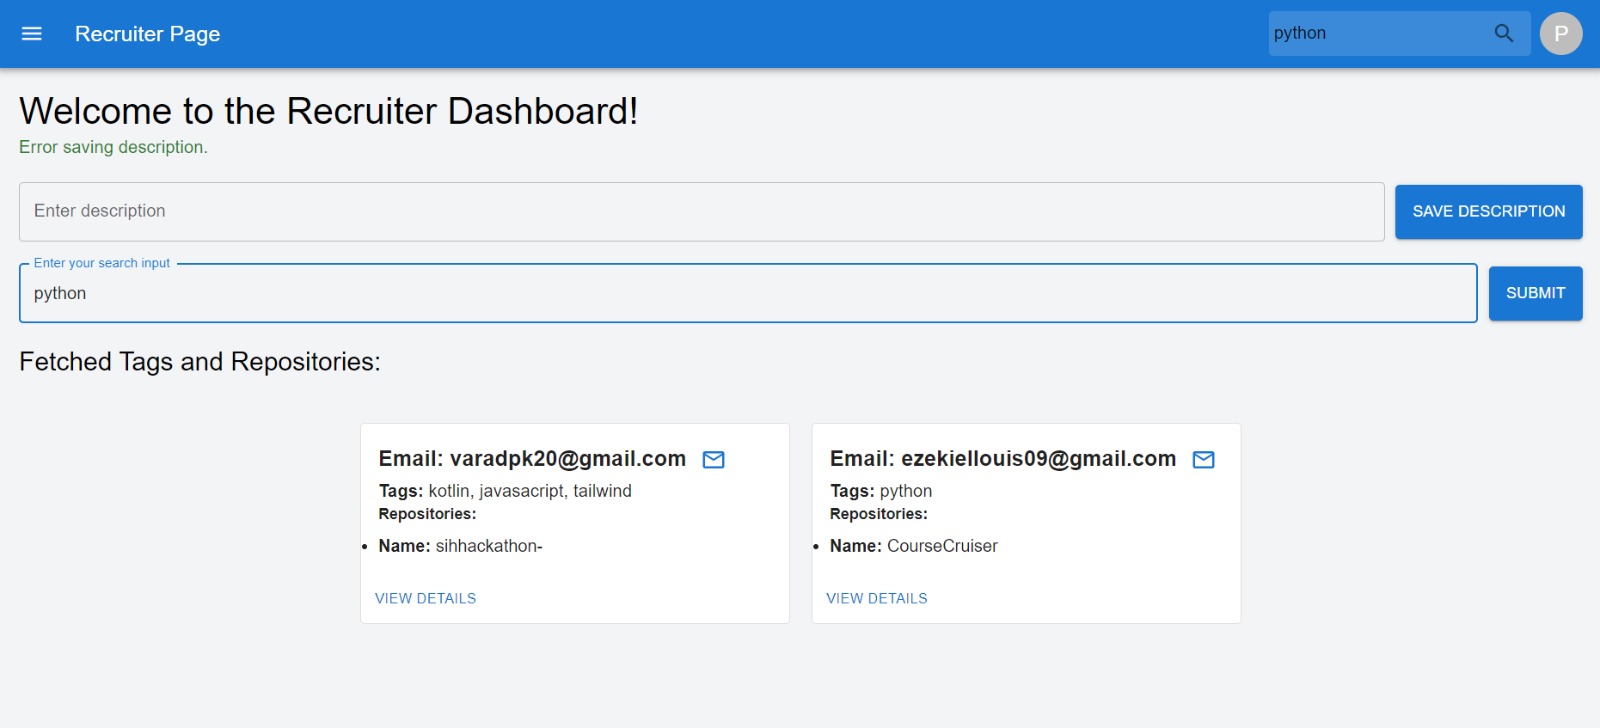 Recruiter Page
python
P
Welcome to the Recruiter Dashboard!
Error saving description.
Enter description
SAVE DESCRIPTION
Enter your search input
python
SUBMIT
Fetched Tags and Repositories:
Email: varadpk20@gmail.com
Tags: kotlin, javasacript, tailwind
Repositories:
• Name: sihhackathon-
VIEW DETAILS
Email: ezekiellouis09@gmail.com
Tags: python
Repositories:
• Name: CourseCruiser
VIEW DETAILS